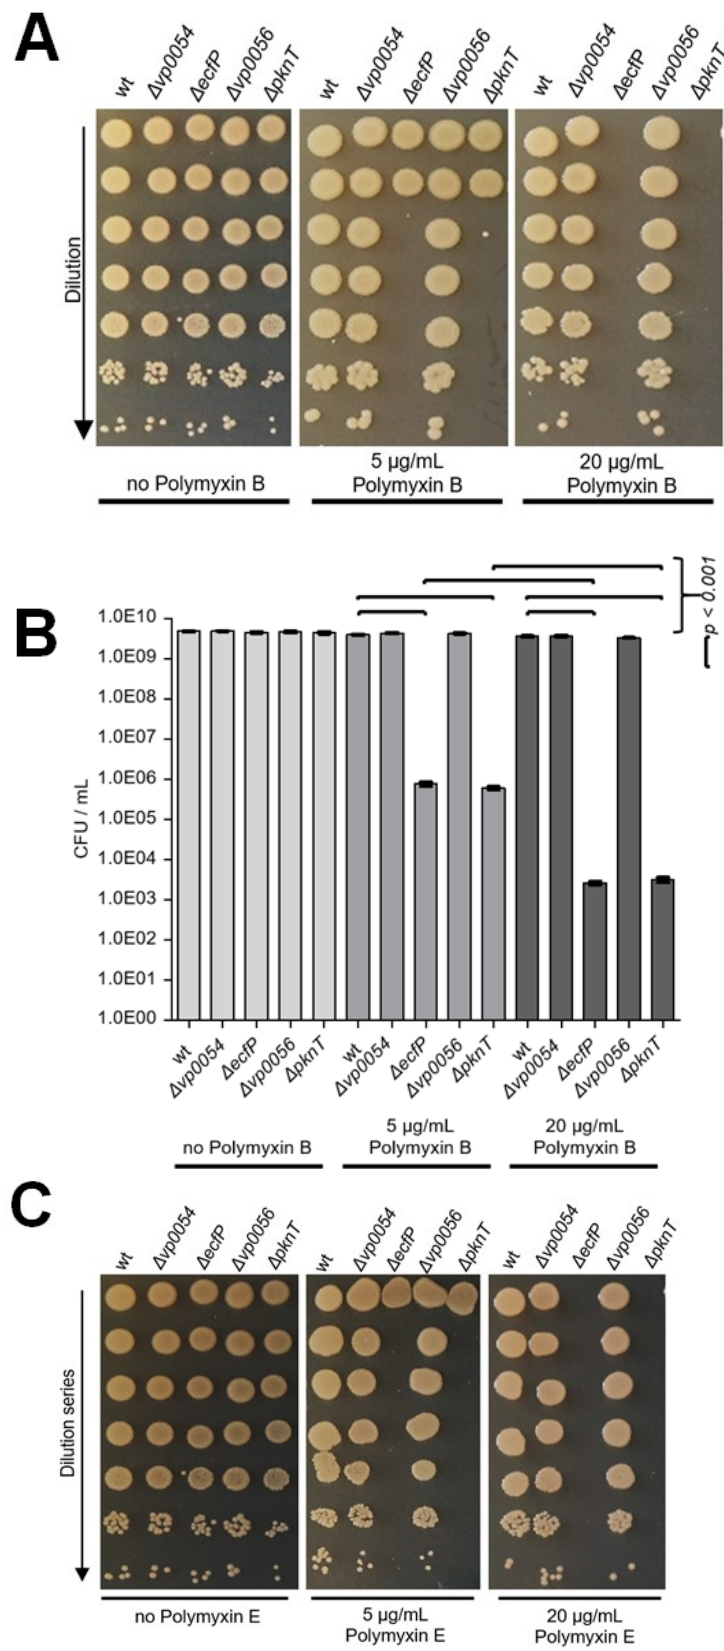 A
wt Δvp0054 ΔecfP Δvp0056 ΔpknT wt Δvp0054 ΔecfP Δvp0056 ΔpknT wt Δvp0054 ΔecfP Δvp0056 ΔpknT
Dilution
no Polymyxin B
5 µg/mL
Polymyxin B
20 µg/mL
Polymyxin B
B
p < 0.001
1.0E10
1.0E09
1.0E08
1.0E07
1.0E06
1.0E05
1.0E04
1.0E03
1.0E02
1.0E01
1.0E00
CFU / mL
wt Δvp0054 ΔecfP Δvp0056 ΔpknT wt Δvp0054 ΔecfP Δvp0056 ΔpknT wt Δvp0054 ΔecfP Δvp0056 ΔpknT
no Polymyxin B
5 µg/mL
Polymyxin B
20 µg/mL
Polymyxin B
C
wt Δvp0054 ΔecfP Δvp0056 ΔpknT wt Δvp0054 ΔecfP Δvp0056 ΔpknT wt Δvp0054 ΔecfP Δvp0056 ΔpknT
Dilution series
no Polymyxin E
5 µg/mL
Polymyxin E
20 µg/mL
Polymyxin E